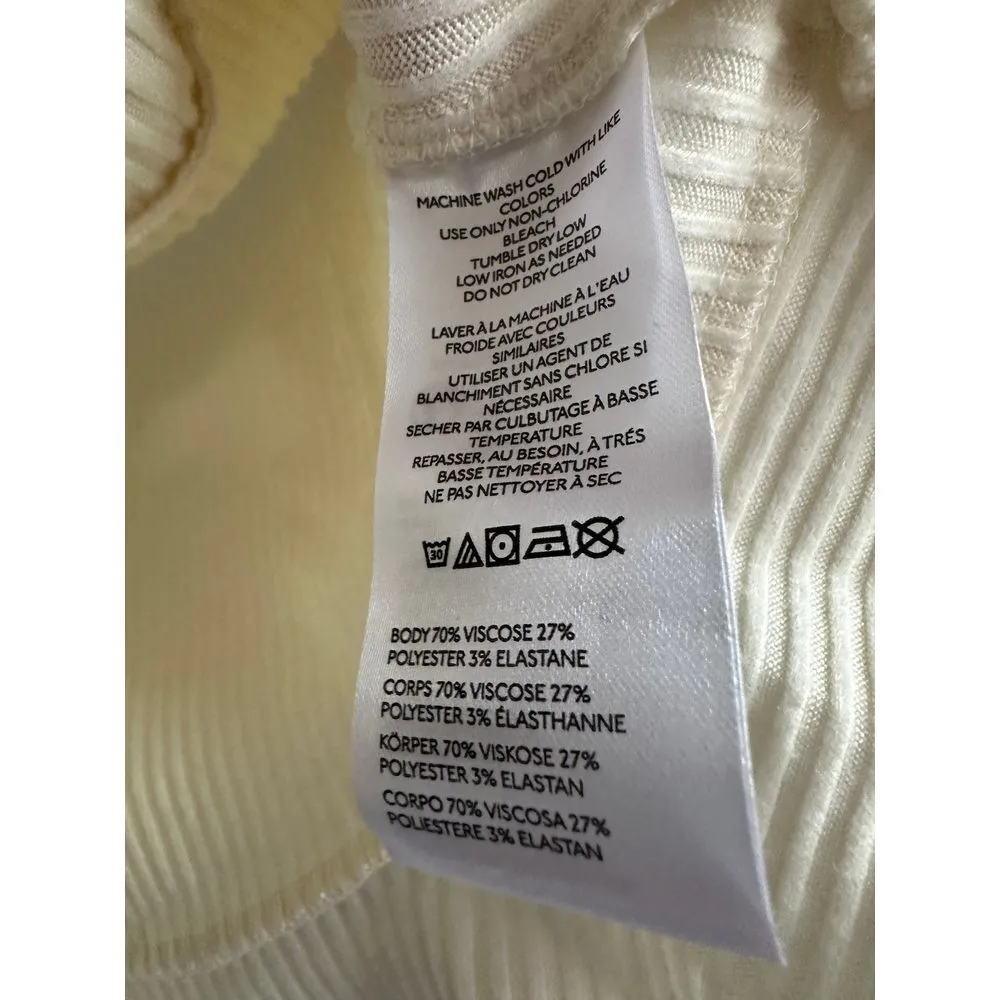 MACHINE WASH COLD WITH LIKE
COLORS
USE ONLY NON-CHLORINE
BLEACH
TUMBLE DRY LOW
LOW IRON AS NEEDED
DO NOT DRY CLEAN
LAVER À LA MACHINE À L'EAU
FROIDE AVEC COULEURS
SIMILAIRES
UTILISER UN AGENT DE
BLANCHIMENT SANS CHLORE SI
NÉCESSAIRE
SECHER PAR CULBUTAGE À BASSE
TEMPERATURE
REPASSER, AU BESOIN, À TRÉS
BASSE TEMPÉRATURE
NE PAS NETTOYER À SEC
30
BODY 70% VISCOSE 27%
POLYESTER 3% ELASTANE
CORPS 70% VISCOSE 27%
POLYESTER 3% ÉLASTHANNE
KÖRPER 70% VISKOSE 27%
POLYESTER 3% ELASTAN
CORPO 70% VISCOSA 27%
POLIESTERE 3% ELASTAN